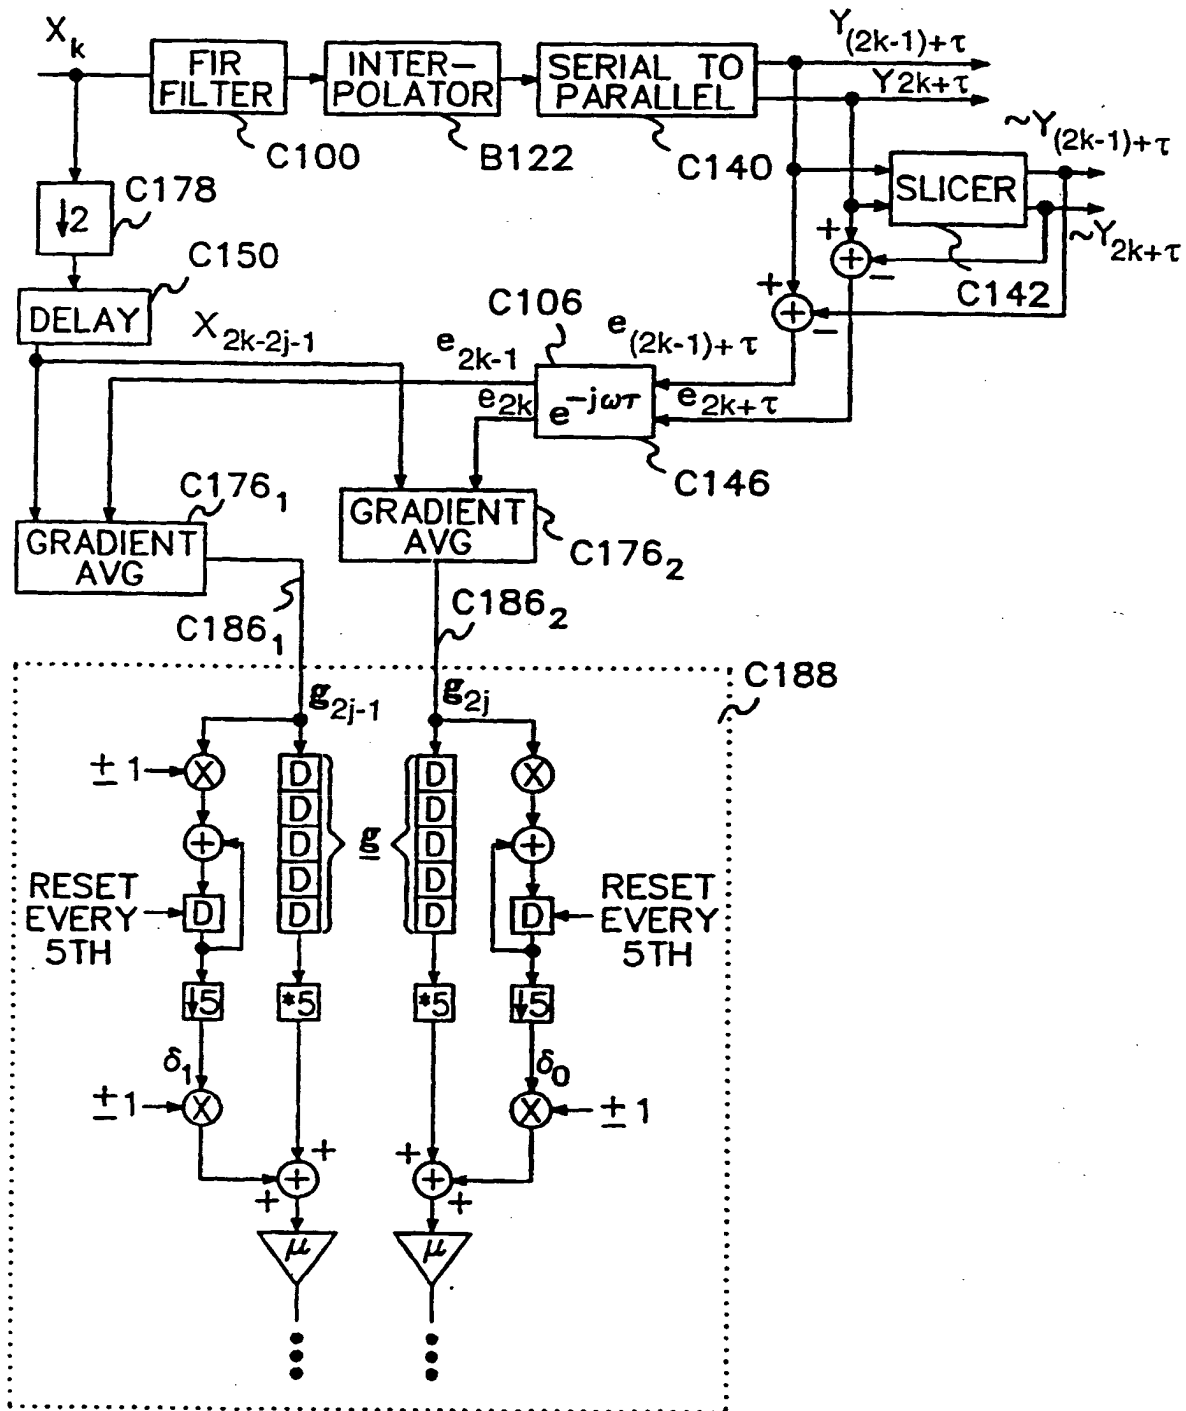 X_k
FIR
FILTER
INTER-
POLATOR
SERIAL TO
PARALLEL
Y_(2k-1)+τ
Y_2k+τ
C100
B122
C140
~Y_(2k-1)+τ
SLICER
~Y_2k+τ
C142
C178
↓2
C150
DELAY
X_2k-2j-1
C106
e_2k-1
e_(2k-1)+τ
e_2k
e^-jωτ
e_2k+τ
C146
+
+
−
+
+
−
C176_1
GRADIENT
AVG
GRADIENT
AVG
C176_2
C186_1
C186_2
C188
g_2j-1
g_2j
± 1
X
D
D
X
D
D
+
D
g
D
+
D
D
RESET
EVERY
5TH
D
D
D
D
RESET
EVERY
5TH
↓5
*5
*5
↓5
δ_1
δ_0
± 1
X
X
± 1
+
+
+
+
+
+
μ
μ